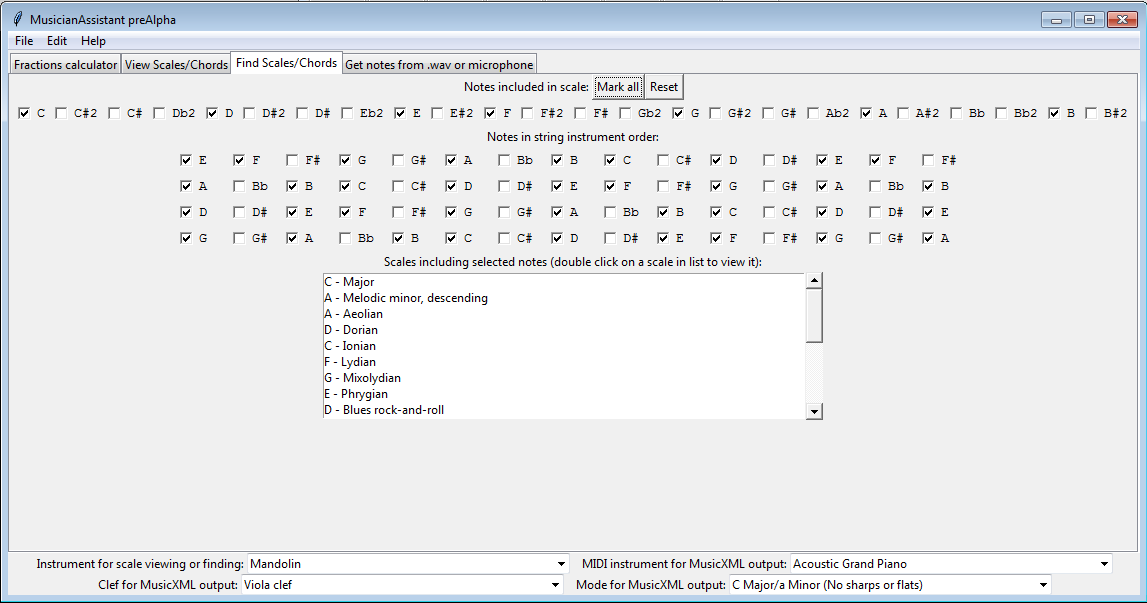 MusicianAssistant preAlpha
File Edit Help
Fractions calculator View Scales/Chords Find Scales/Chords Get notes from .wav or microphone
Notes included in scale: Mark all Reset
C C#2 C# Db2 D D#2 D# Eb2 E E#2 F F#2 F# Gb2 G G#2 G# Ab2 A A#2 Bb Bb2 B B#2
Notes in string instrument order:
E F F# G G# A Bb B C C# D D# E F F#
A Bb B C C# D D# E F F# G G# A Bb B
D D# E F F# G G# A Bb B C C# D D# E
G G# A Bb B C C# D D# E F F# G G# A
Scales including selected notes (double click on a scale in list to view it):
C - Major
A - Melodic minor, descending
A - Aeolian
D - Dorian
C - Ionian
F - Lydian
G - Mixolydian
E - Phrygian
D - Blues rock-and-roll
Instrument for scale viewing or finding: Mandolin MIDI instrument for MusicXML output: Acoustic Grand Piano
Clef for MusicXML output: Viola clef Mode for MusicXML output: C Major/a Minor (No sharps or flats)